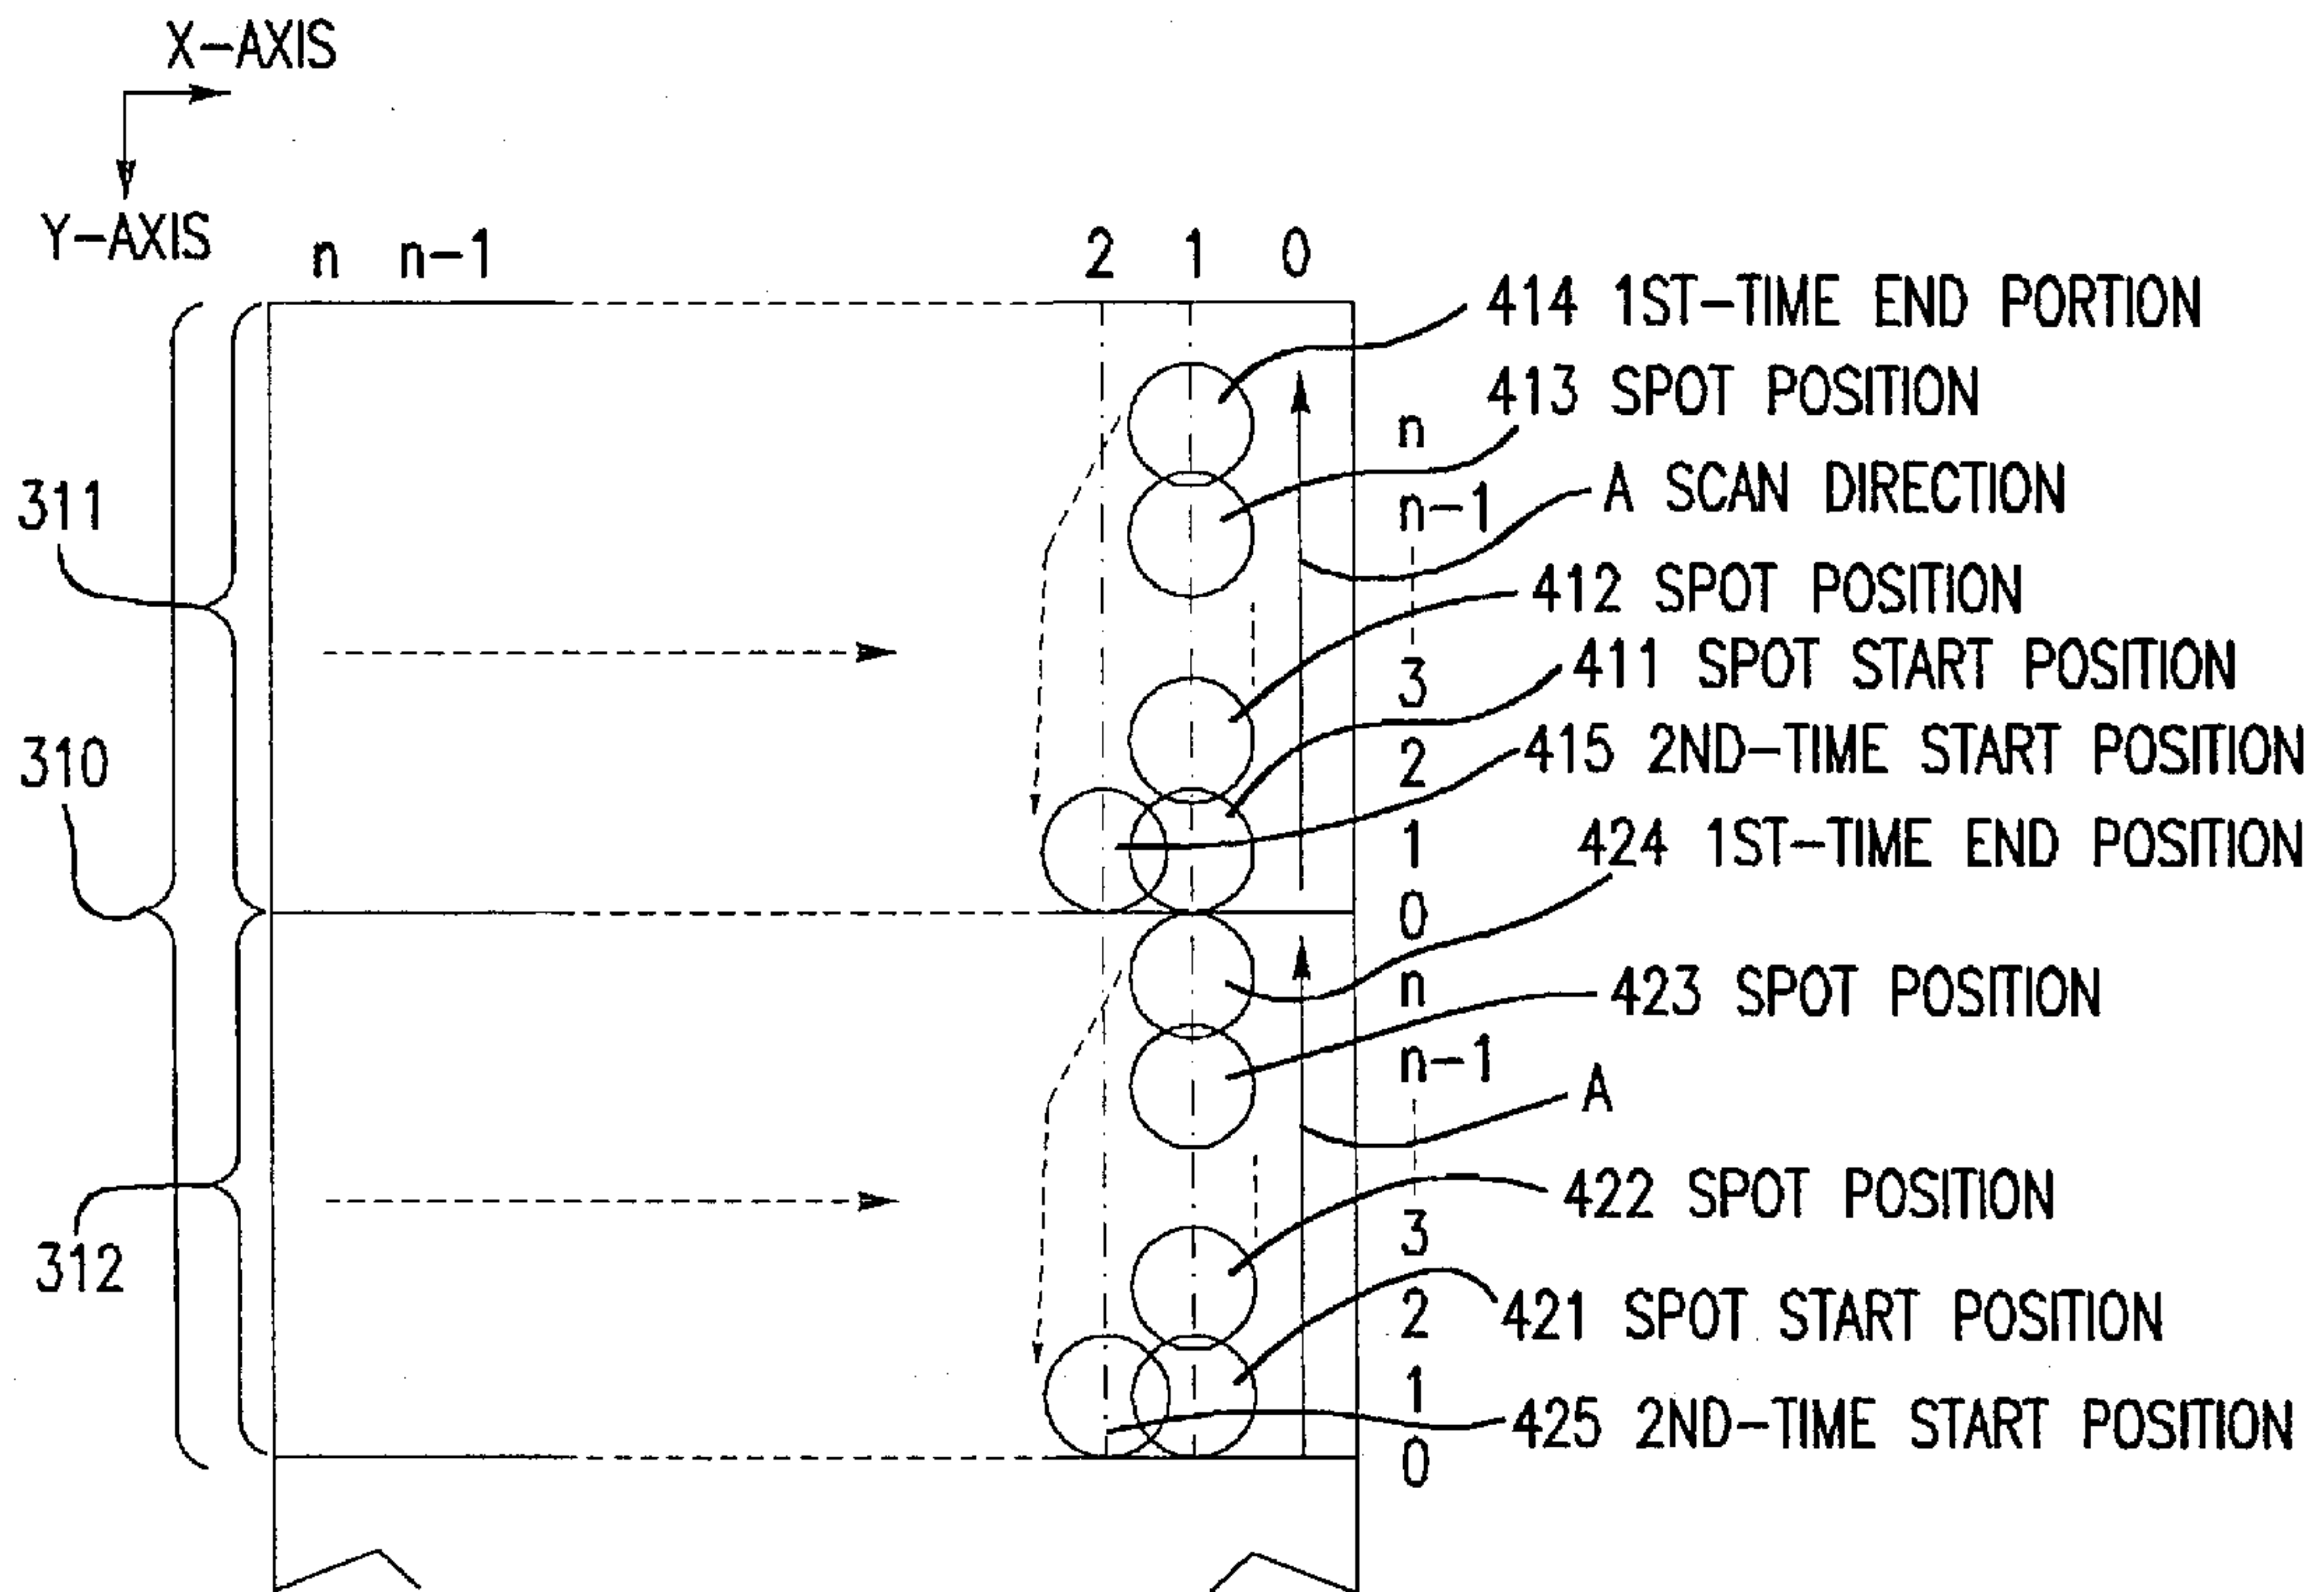 X-AXIS
Y-AXIS
n n-1 2 1 0
414 1ST-TIME END PORTION
413 SPOT POSITION
n
A SCAN DIRECTION
n-1
311
412 SPOT POSITION
411 SPOT START POSITION
3
415 2ND-TIME START POSITION
2
310
424 1ST-TIME END POSITION
1
0
n
423 SPOT POSITION
n-1
A
422 SPOT POSITION
3
312
421 SPOT START POSITION
2
1
425 2ND-TIME START POSITION
0